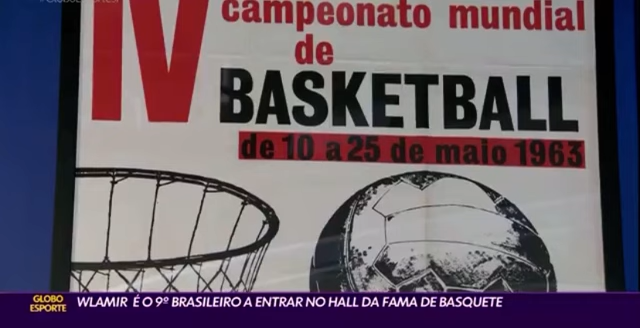 IV campeonato mundial
de
BASKETBALL
de 10 a 25 de maio 1963
GLOBO
ESPORTE
WLAMIR É O 9º BRASILEIRO A ENTRAR NO HALL DA FAMA DE BASQUETE